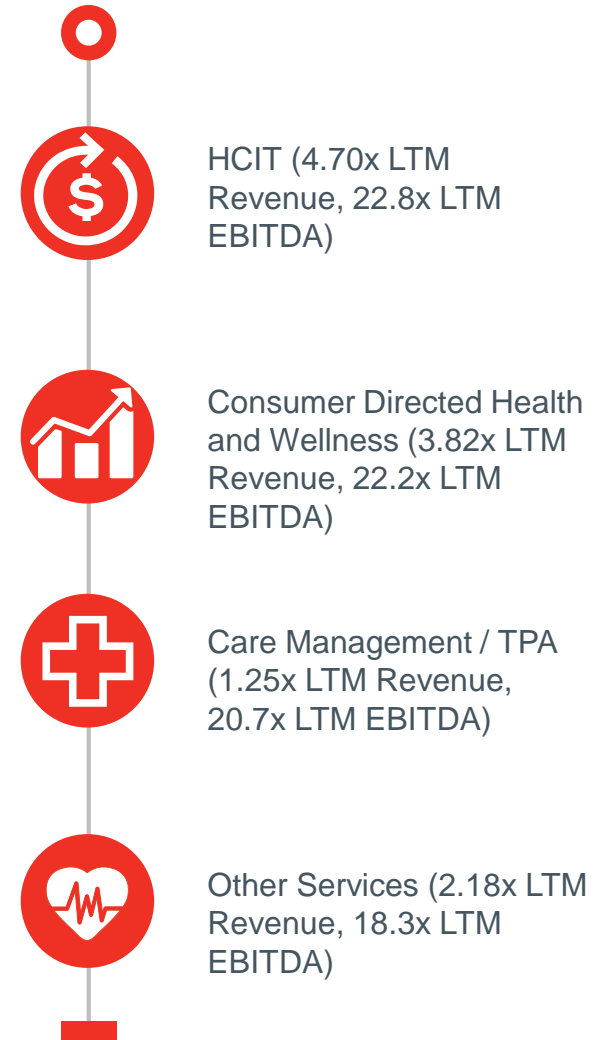 $
HCIT (4.70x LTM
Revenue, 22.8x LTM
EBITDA)
Consumer Directed Health
and Wellness (3.82x LTM
Revenue, 22.2x LTM
EBITDA)
Care Management / TPA
(1.25x LTM Revenue,
20.7x LTM EBITDA)
Other Services (2.18x LTM
Revenue, 18.3x LTM
EBITDA)